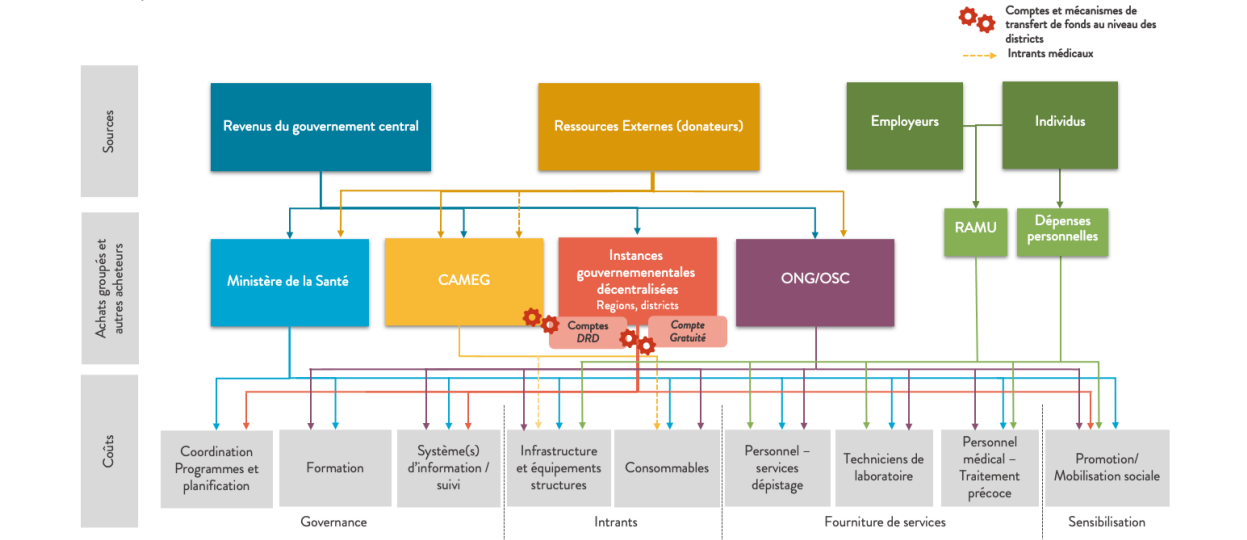 Comptes et mécanismes de
transfert de fonds au niveau des
districts
Intrants médicaux
Sources
Revenus du gouvernement central
Ressources Externes (donateurs)
Employeurs
Individus
Achats groupés et
autres acheteurs
Ministère de la Santé
CAMEG
Instances
gouvernemenentales
décentralisées
Regions, districts
ONG/OSC
RAMU
Dépenses
personnelles
Comptes
DRD
Compte
Gratuité
Coûts
Coordination
Programmes et
planification
Formation
Système(s)
d'information /
suivi
Infrastructure
et équipements
structures
Consommables
Personnel –
services
dépistage
Techniciens de
laboratoire
Personnel
médical –
Traitement
précoce
Promotion/
Mobilisation sociale
Governance
Intrants
Fourniture de services
Sensibilisation